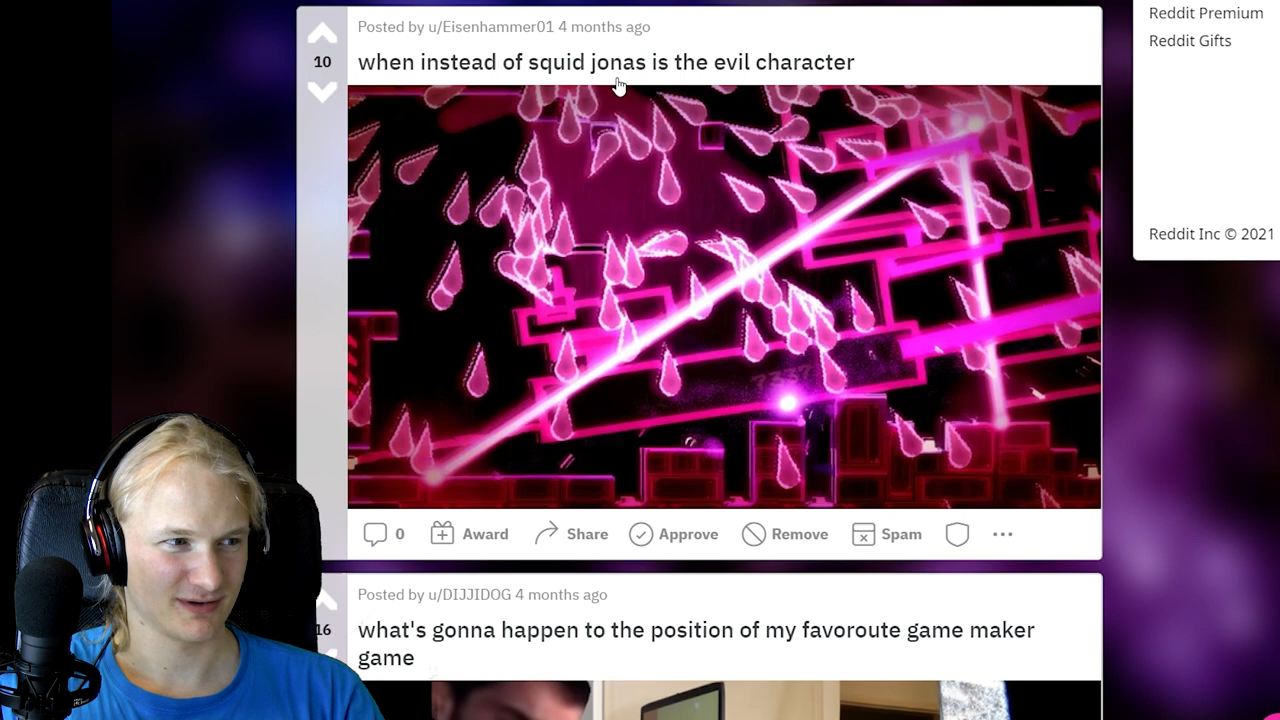 Posted by u/Eisenhammer01 4 months ago
Reddit Premium
Reddit Gifts
10
when instead of squid jonas is the evil character
Reddit Inc © 2021
0
Award
Share
Approve
Remove
Spam
Posted by u/DIJJIDOG 4 months ago
16
what's gonna happen to the position of my favoroute game maker
game